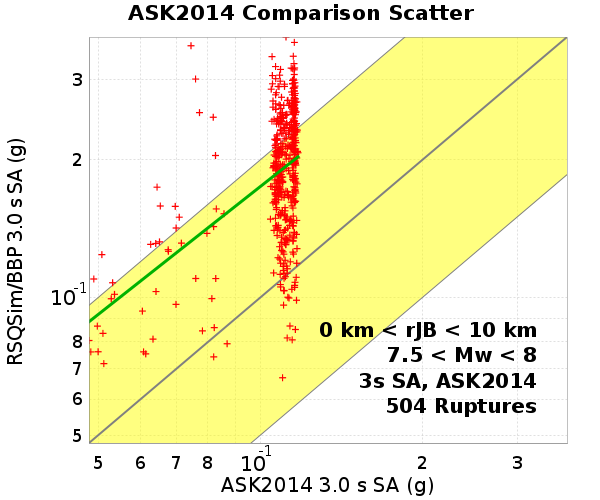 ASK2014 Comparison Scatter
RSQSim/BBP 3.0 s SA (g)
3
2
10-1
8
7
6
5
0 km < rJB < 10 km
7.5 < Mw < 8
3s SA, ASK2014
504 Ruptures
5 6 7 8 10-1 2 3
ASK2014 3.0 s SA (g)